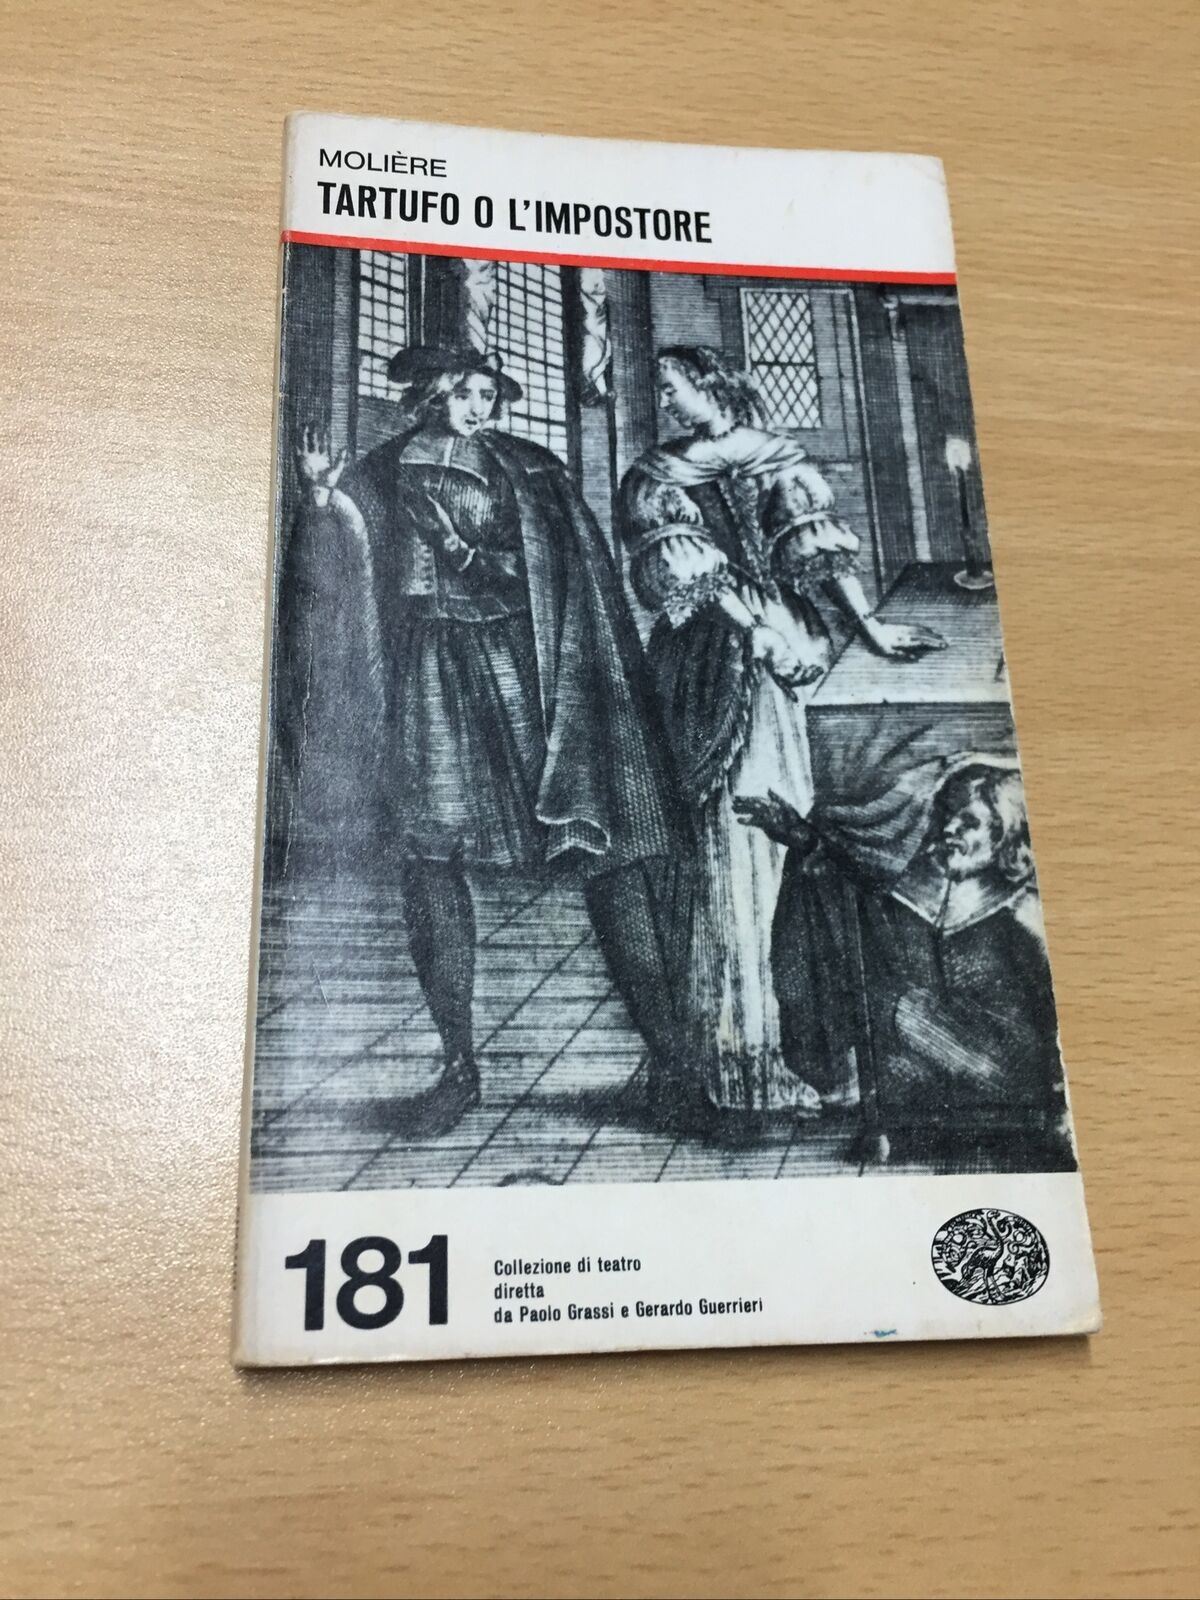 MOLIÈRE
TARTUFO O L'IMPOSTORE
181
Collezione di teatro
diretta
da Paolo Grassi e Gerardo Guerrieri